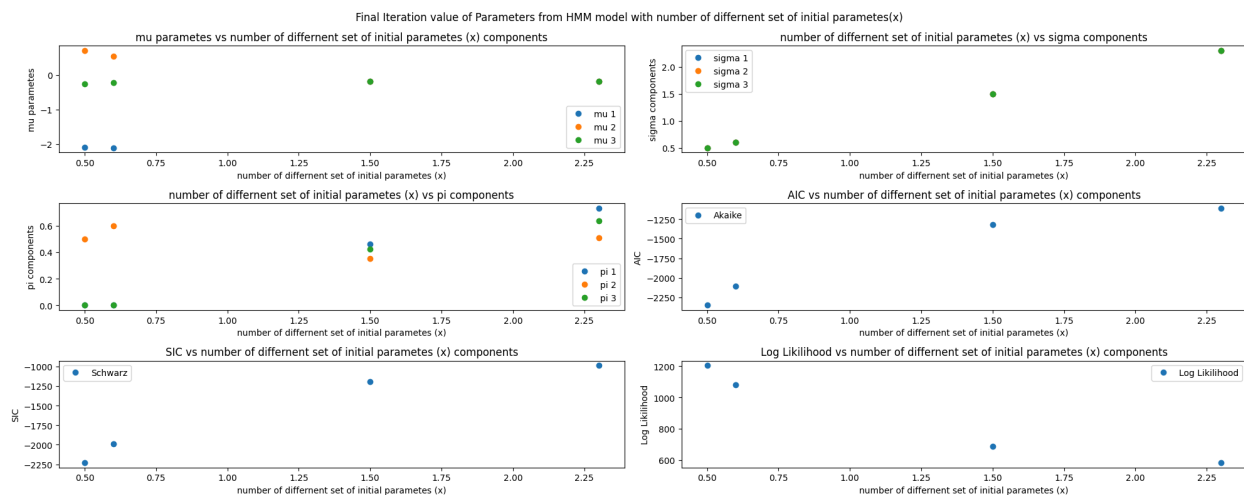 Final Iteration value of Parameters from HMM model with number of differnent set of initial parametes(x)
mu parametes vs number of differnent set of initial parametes (x) components
mu parametes
0
−1
−2
mu 1
mu 2
mu 3
0.50 0.75 1.00 1.25 1.50 1.75 2.00 2.25
number of differnent set of initial parametes (x)
number of differnent set of initial parametes (x) vs sigma components
sigma components
2.0
1.5
1.0
0.5
sigma 1
sigma 2
sigma 3
0.50 0.75 1.00 1.25 1.50 1.75 2.00 2.25
number of differnent set of initial parametes (x)
number of differnent set of initial parametes (x) vs pi components
pi components
0.6
0.4
0.2
0.0
pi 1
pi 2
pi 3
0.50 0.75 1.00 1.25 1.50 1.75 2.00 2.25
number of differnent set of initial parametes (x)
AIC vs number of differnent set of initial parametes (x) components
AIC
−1250
−1500
−1750
−2000
−2250
Akaike
0.50 0.75 1.00 1.25 1.50 1.75 2.00 2.25
number of differnent set of initial parametes (x)
SIC vs number of differnent set of initial parametes (x) components
SIC
−1000
−1250
−1500
−1750
−2000
−2250
Schwarz
0.50 0.75 1.00 1.25 1.50 1.75 2.00 2.25
number of differnent set of initial parametes (x)
Log Likilihood vs number of differnent set of initial parametes (x) components
Log Likilihood
1200
1000
800
600
Log Likilihood
0.50 0.75 1.00 1.25 1.50 1.75 2.00 2.25
number of differnent set of initial parametes (x)